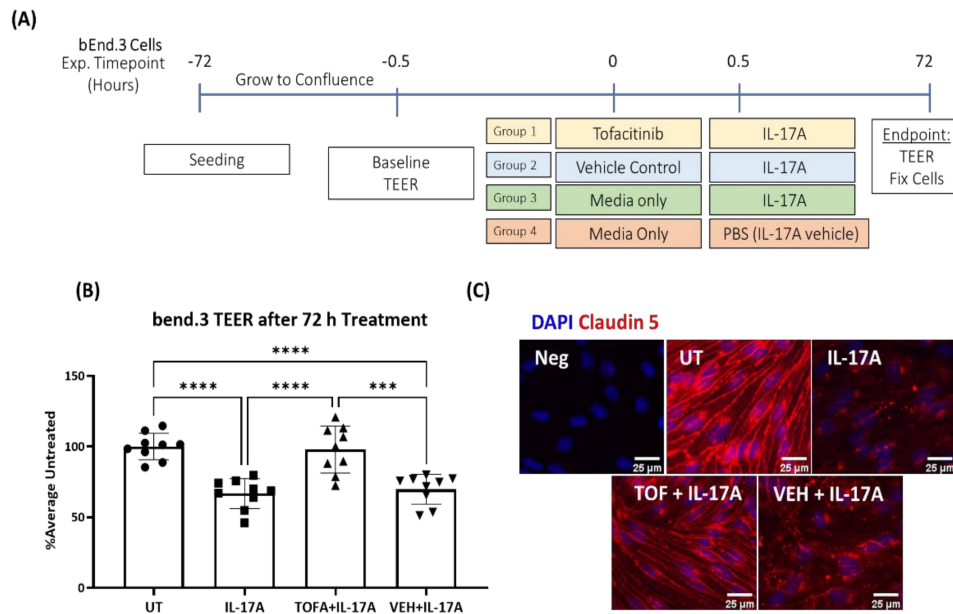 (A)
bEnd.3 Cells
Exp. Timepoint
(Hours)
-72
-0.5
0
0.5
72
Grow to Confluence
Seeding
Baseline
TEER
Group 1
Tofacitinib
IL-17A
Group 2
Vehicle Control
IL-17A
Group 3
Media only
IL-17A
Group 4
Media Only
PBS (IL-17A vehicle)
Endpoint:
TEER
Fix Cells
(B)
bend.3 TEER after 72 h Treatment
****
****
****
***
%Average Untreated
150
100
50
0
UT
IL-17A
TOFA+IL-17A
VEH+IL-17A
(C)
DAPI Claudin 5
Neg
25 µm
UT
25 µm
IL-17A
25 µm
TOF + IL-17A
25 µm
VEH + IL-17A
25 µm